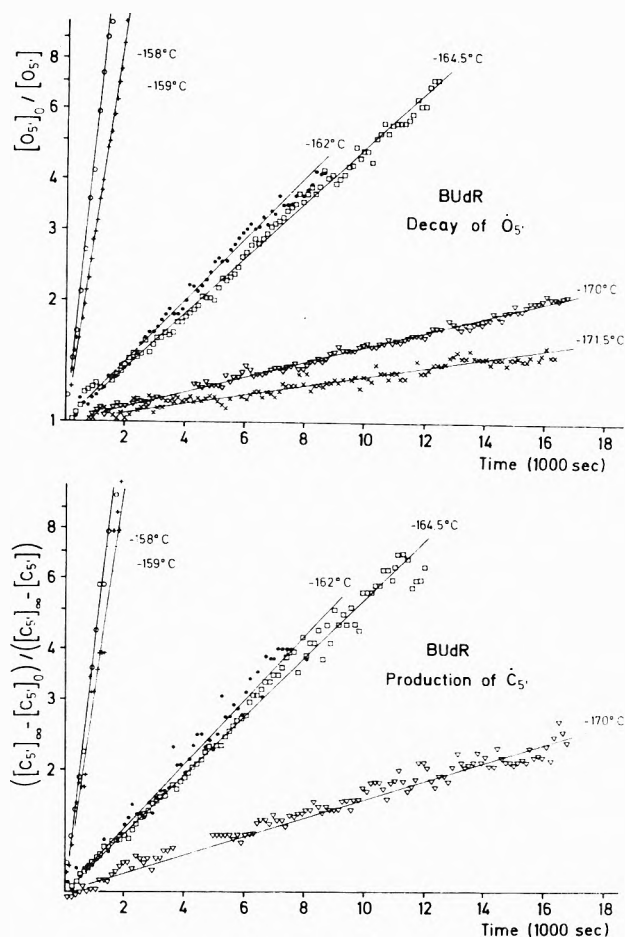 [O₅']₀ / [O₅']
8
6
4
3
2
1
-158°C
-159°C
-162°C
-164.5°C
BUdR
Decay of Ȯ₅'
-170°C
-171.5°C
2 4 6 8 10 12 14 16 18
Time (1000 sec)
([C₅']∞ - [C₅']₀) / ([C₅']∞ - [C₅'])
8
6
4
3
2
-158°C
-159°C
-162°C
-164.5°C
BUdR
Production of Ċ₅'
-170°C
2 4 6 8 10 12 14 16 18
Time (1000 sec)